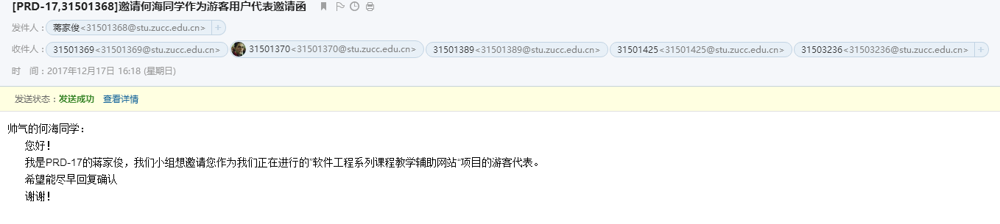 [PRD-17,31501368]邀请何海同学作为游客用户代表邀请函
发件人：蒋家俊<31501368@stu.zucc.edu.cn>
收件人：31501369<31501369@stu.zucc.edu.cn> 31501370<31501370@stu.zucc.edu.cn> 31501389<31501389@stu.zucc.edu.cn> 31501425<31501425@stu.zucc.edu.cn> 31503236<31503236@stu.zucc.edu.cn>
时 间：2017年12月17日 16:18 (星期日)
发送状态：发送成功 查看详情
帅气的何海同学：
您好！
我是PRD-17的蒋家俊，我们小组想邀请您作为我们正在进行的"软件工程系列课程教学辅助网站“项目的游客代表。
希望能尽早回复确认
谢谢！